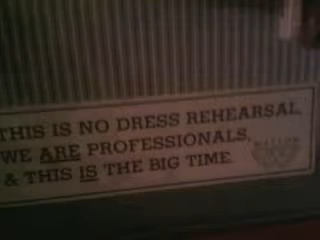 THIS IS NO DRESS REHEARSAL,
WE ARE PROFESSIONALS,
& THIS IS THE BIG TIME.